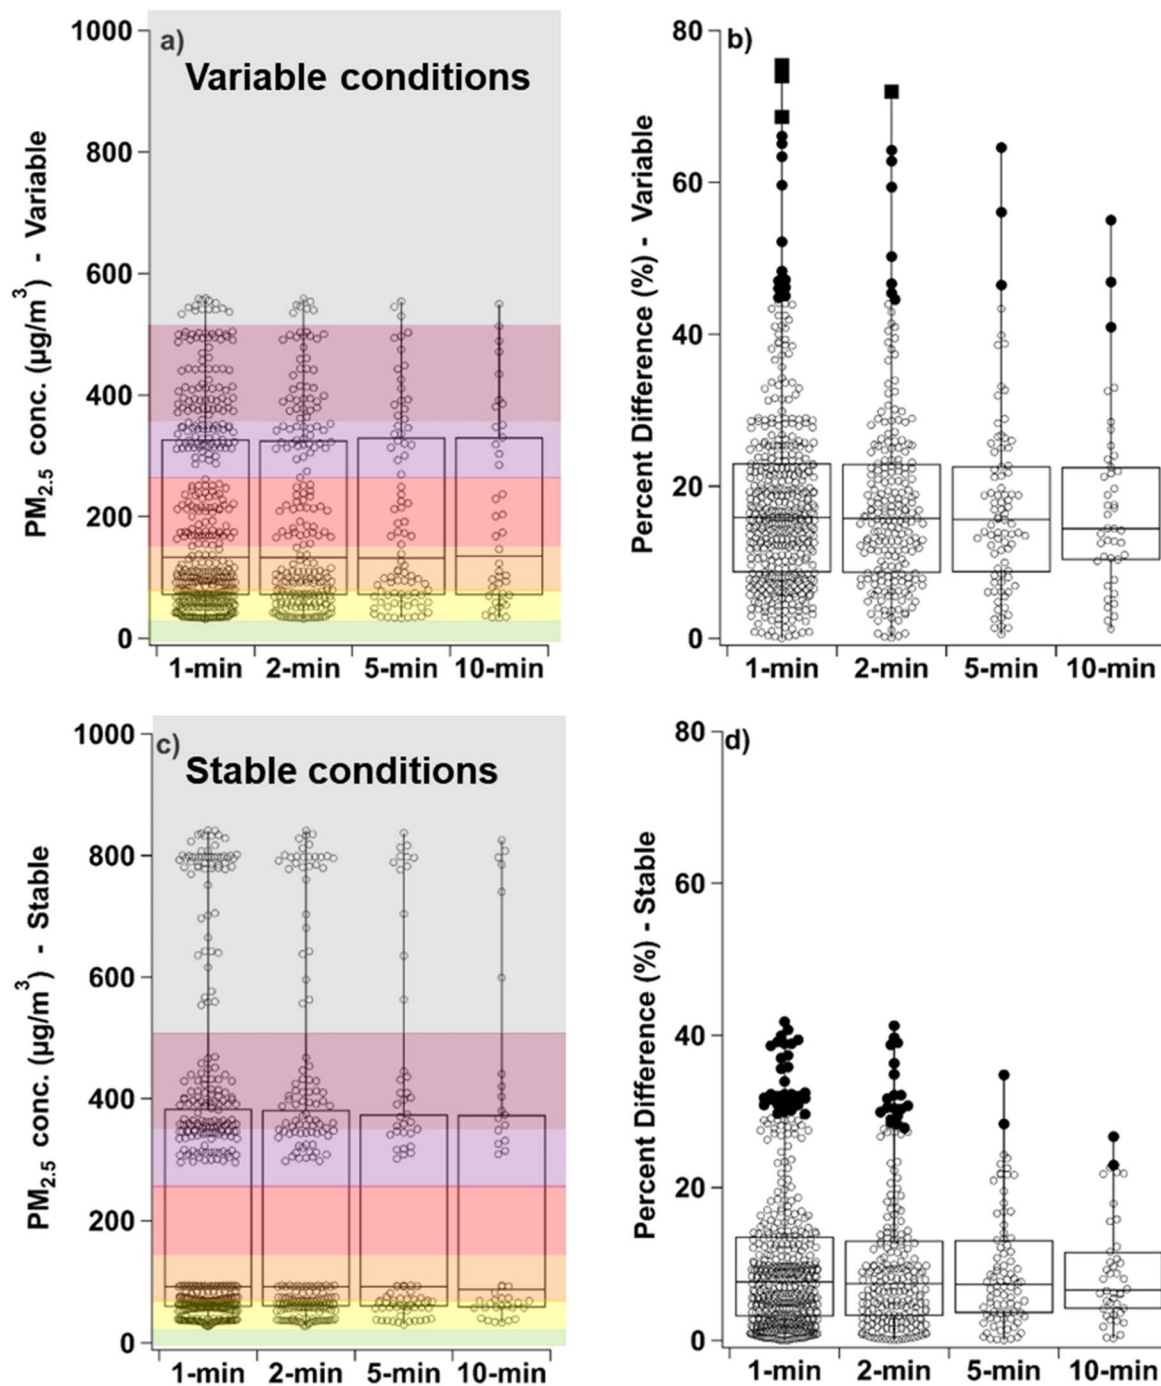 a)
Variable conditions
PM2.5 conc. (µg/m3) - Variable
1000
800
600
400
200
0
1-min 2-min 5-min 10-min
b)
Percent Difference (%) - Variable
80
60
40
20
0
1-min 2-min 5-min 10-min
c)
Stable conditions
PM2.5 conc. (µg/m3) - Stable
1000
800
600
400
200
0
1-min 2-min 5-min 10-min
d)
Percent Difference (%) - Stable
80
60
40
20
0
1-min 2-min 5-min 10-min